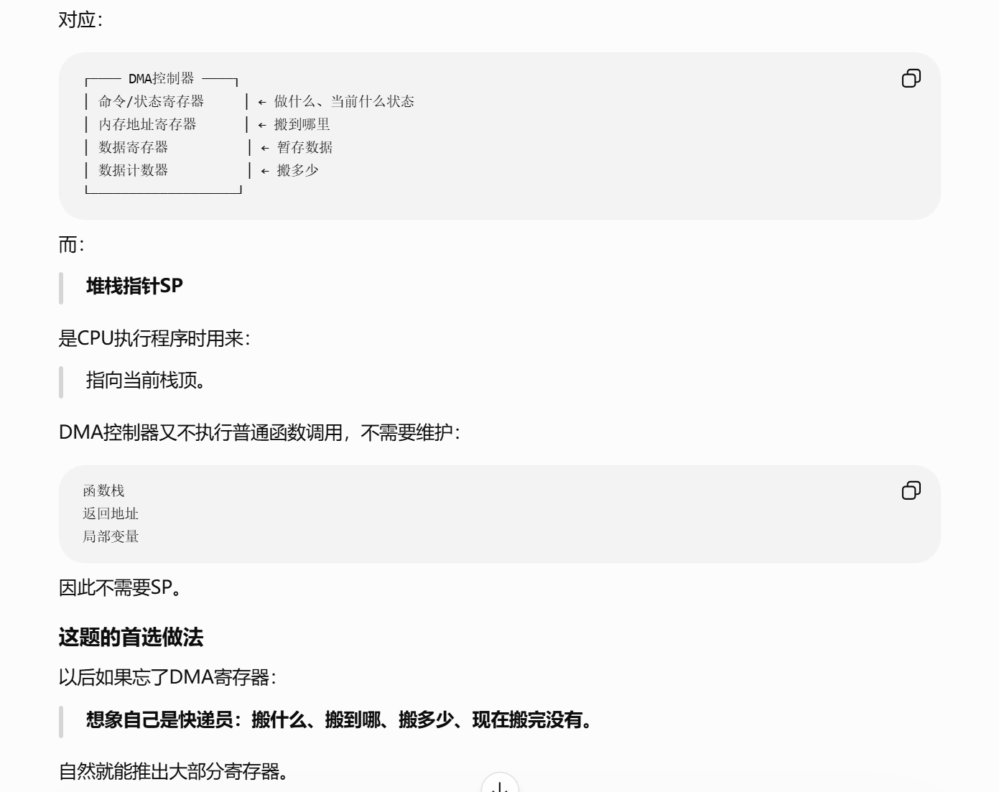 对应：
┌──── DMA控制器 ────┐
│ 命令/状态寄存器 │ ← 做什么、当前什么状态
│ 内存地址寄存器 │ ← 搬到哪里
│ 数据寄存器 │ ← 暂存数据
│ 数据计数器 │ ← 搬多少
└───────────────────┘
而：
堆栈指针SP
是CPU执行程序时用来：
指向当前栈顶。
DMA控制器又不执行普通函数调用，不需要维护：
函数栈
返回地址
局部变量
因此不需要SP。
这题的首选做法
以后如果忘了DMA寄存器：
想象自己是快递员：搬什么、搬到哪、搬多少、现在搬完没有。
自然就能推出大部分寄存器。